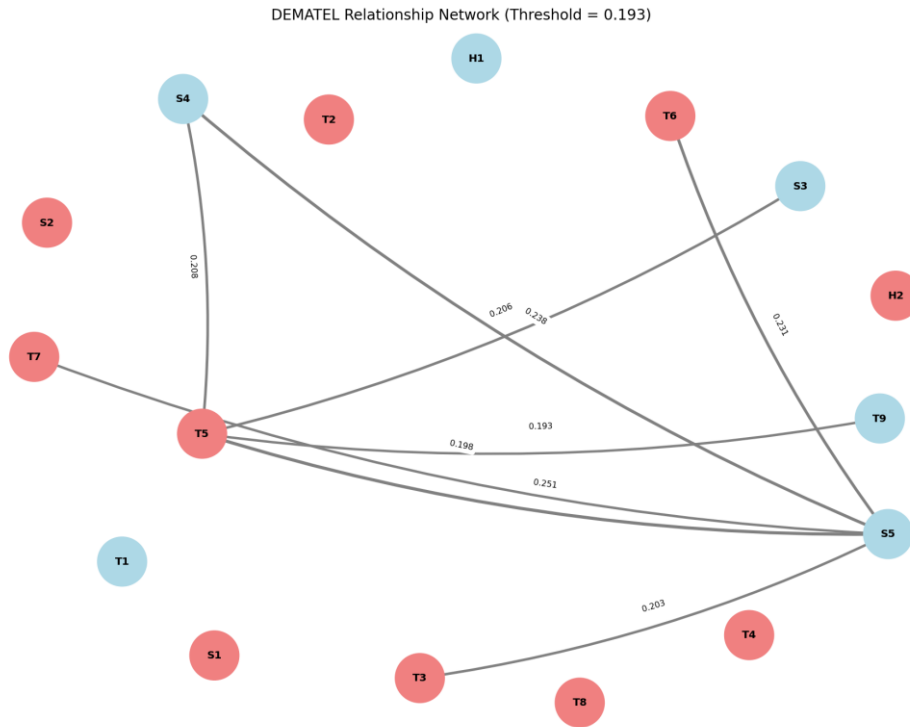 DEMATEL Relationship Network (Threshold = 0.193)
H1
S4
T6
T2
S3
S2
0.208
H2
0.206
0.238
0.231
T7
T9
0.193
T5
0.198
0.251
S5
T1
0.203
T4
S1
T3
T8